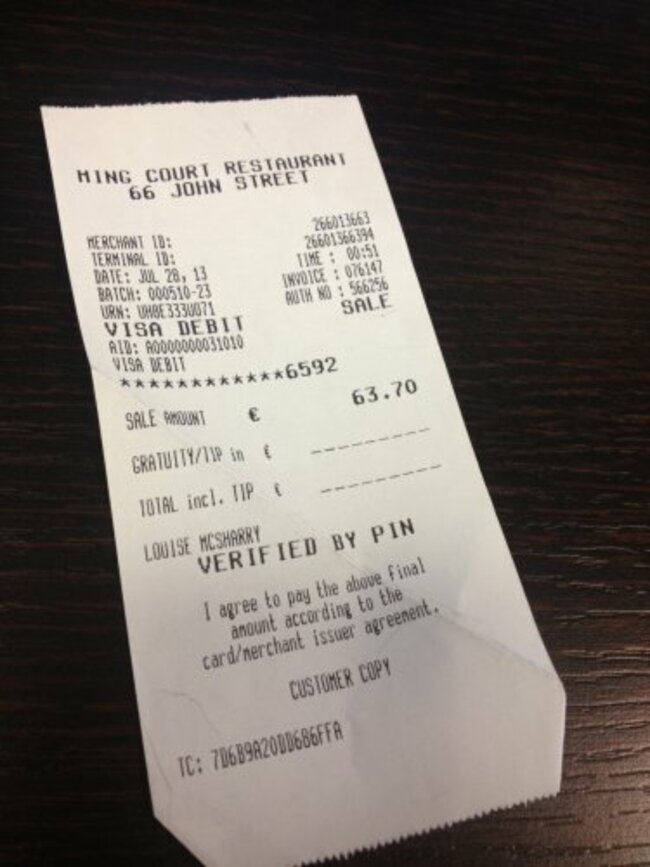 MING COURT RESTAURANT
66 JOHN STREET
MERCHANT ID: 266013663
TERMINAL ID: 26601366394
DATE: JUL 28, 13 TIME : 00:51
BATCH: 000510-23 INVOICE : 076147
URN: UH8E333U071 AUTH NO : 566256
VISA DEBIT SALE
AID: A0000000031010
VISA DEBIT
************6592
SALE AMOUNT € 63.70
GRATUITY/TIP in € ----------
TOTAL incl. TIP € ----------
LOUISE MCSHARRY
VERIFIED BY PIN
I agree to pay the above final
amount according to the
card/merchant issuer agreement.
CUSTOMER COPY
TC: 7D6B9A20DD686FFA